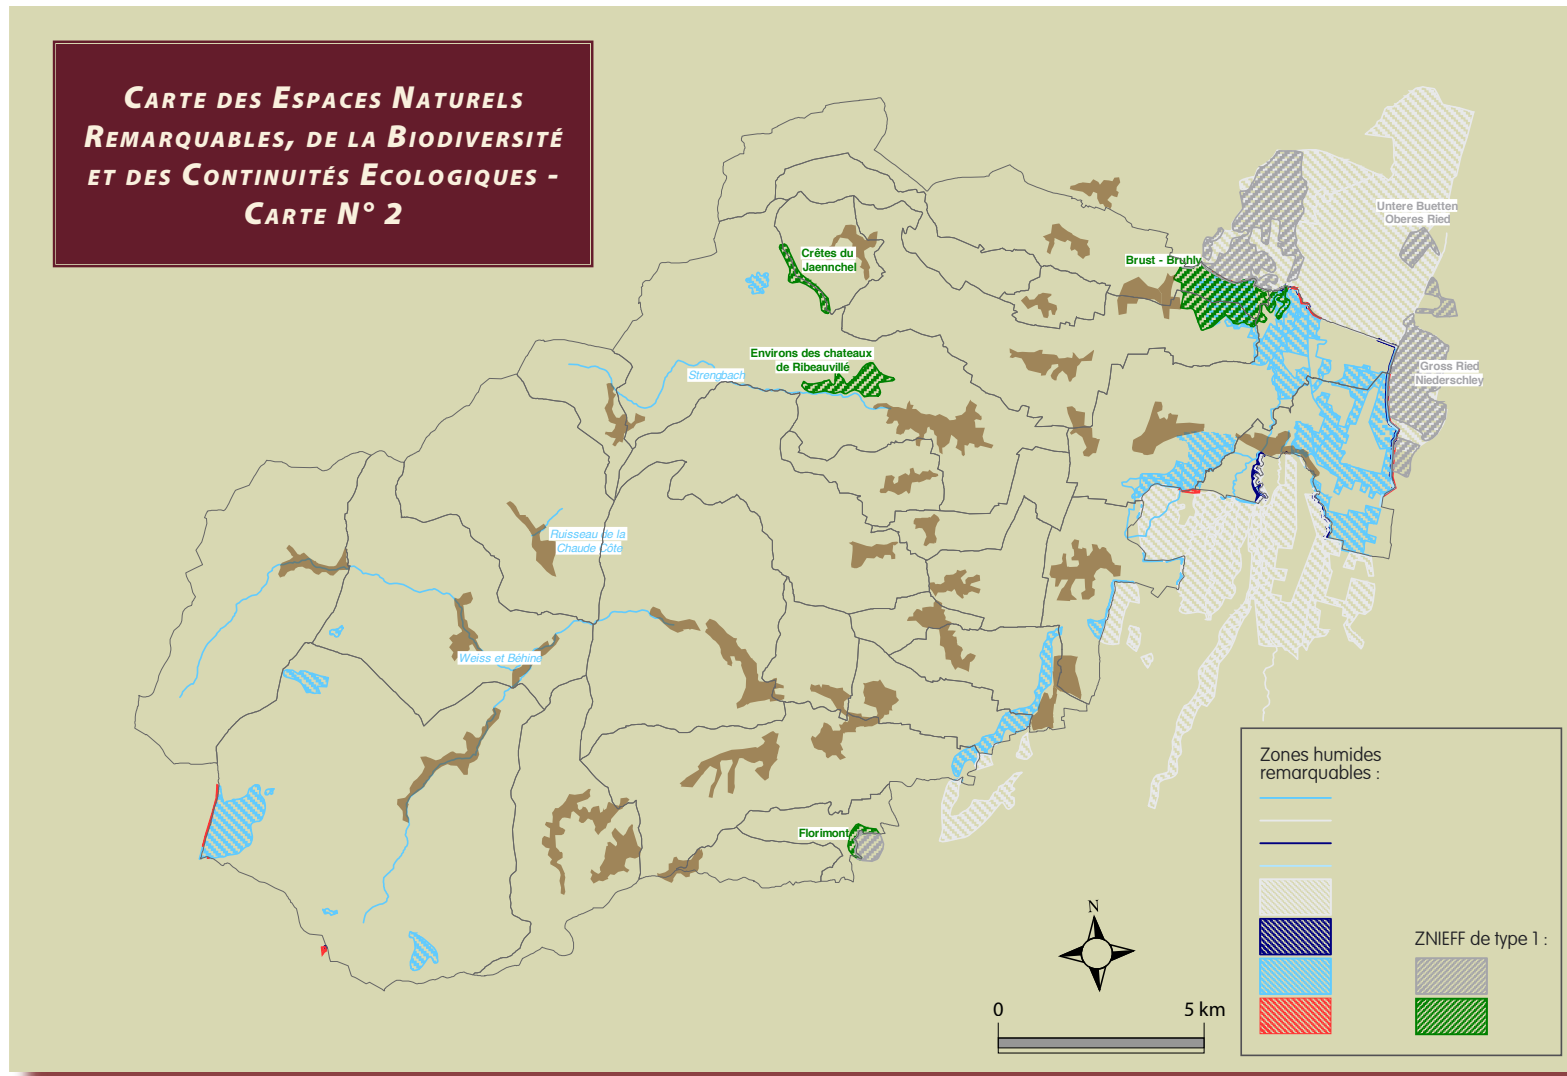 Carte des Espaces Naturels
Remarquables, de la Biodiversité
et des Continuités Ecologiques -
Carte N° 2
Untere Buetten
Oberes Ried
Crêtes du
Jaennchel
Brust - Bruhly
Environs des chateaux
de Ribeauvillé
Strengbach
Gross Ried
Niederschley
Ruisseau de la
Chaude Côte
Weiss et Béhine
Florimont
Zones humides
remarquables :
ZNIEFF de type 1 :
N
0
5 km